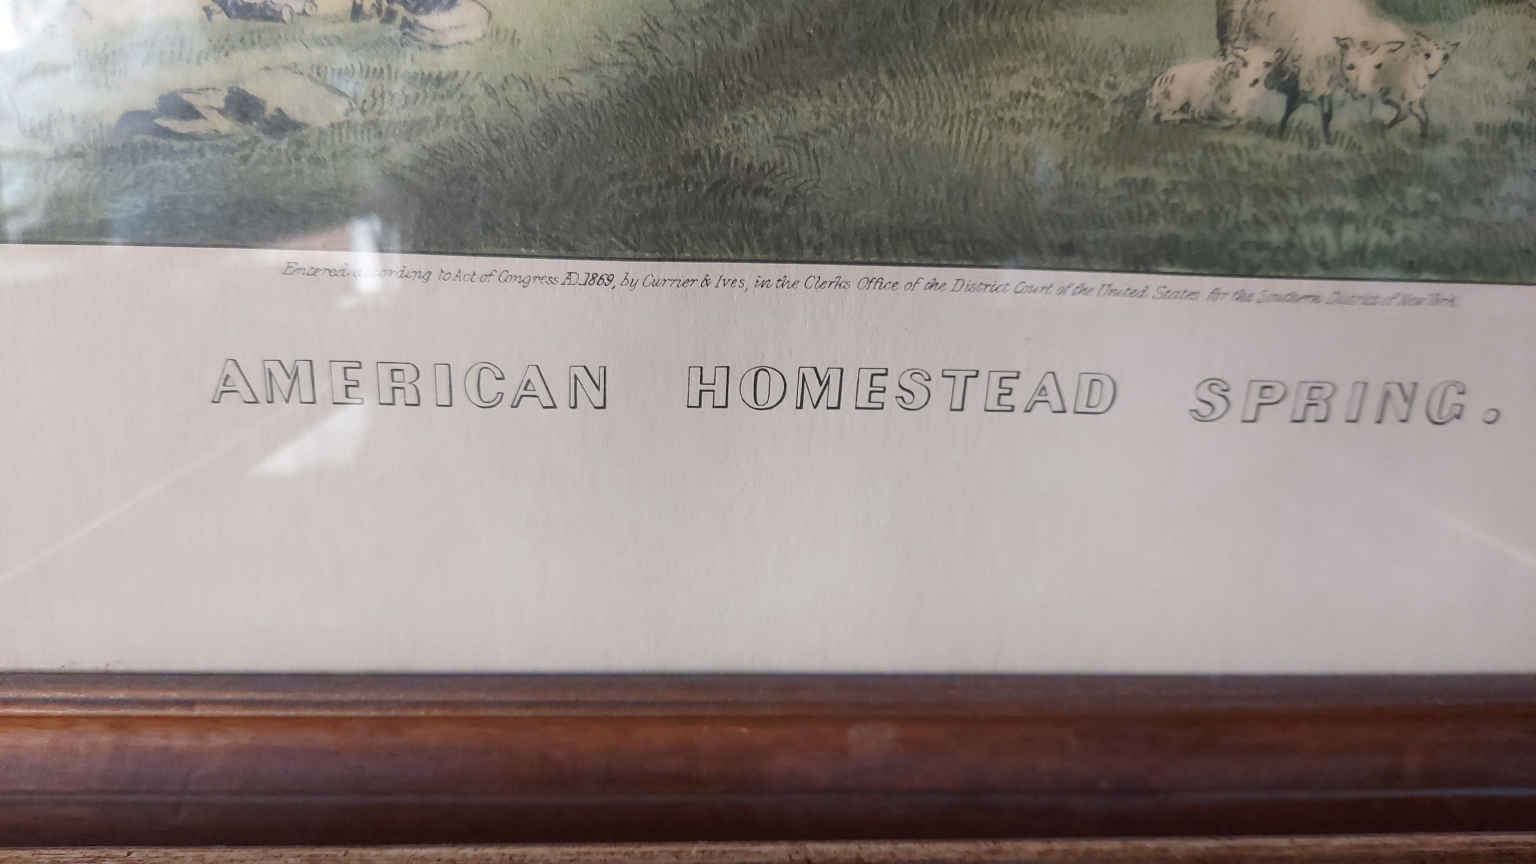 Entered according to Act of Congress AD. 1869, by Currier & Ives, in the Clerks Office of the District Court of the United States for the Southern District of New York.
AMERICAN HOMESTEAD SPRING.